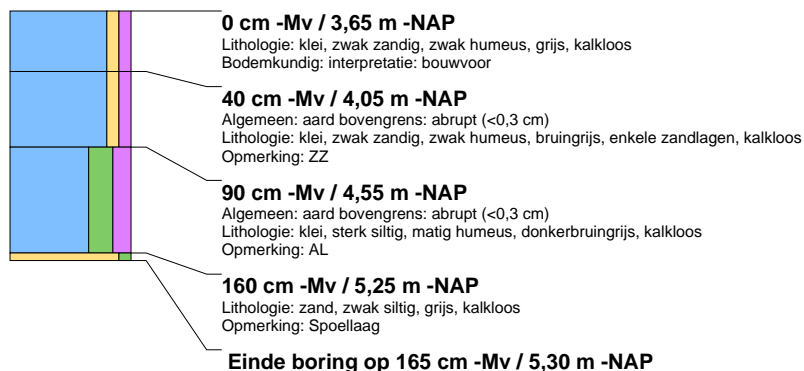 0 cm -Mv / 3,65 m -NAP
Lithologie: klei, zwak zandig, zwak humeus, grijs, kalkloos
Bodemkundig: interpretatie: bouwvoor
40 cm -Mv / 4,05 m -NAP
Algemeen: aard bovengrens: abrupt (<0,3 cm)
Lithologie: klei, zwak zandig, zwak humeus, bruingrijs, enkele zandlagen, kalkloos
Opmerking: ZZ
90 cm -Mv / 4,55 m -NAP
Algemeen: aard bovengrens: abrupt (<0,3 cm)
Lithologie: klei, sterk siltig, matig humeus, donkerbruingrijs, kalkloos
Opmerking: AL
160 cm -Mv / 5,25 m -NAP
Lithologie: zand, zwak siltig, grijs, kalkloos
Opmerking: Spoellaag
Einde boring op 165 cm -Mv / 5,30 m -NAP